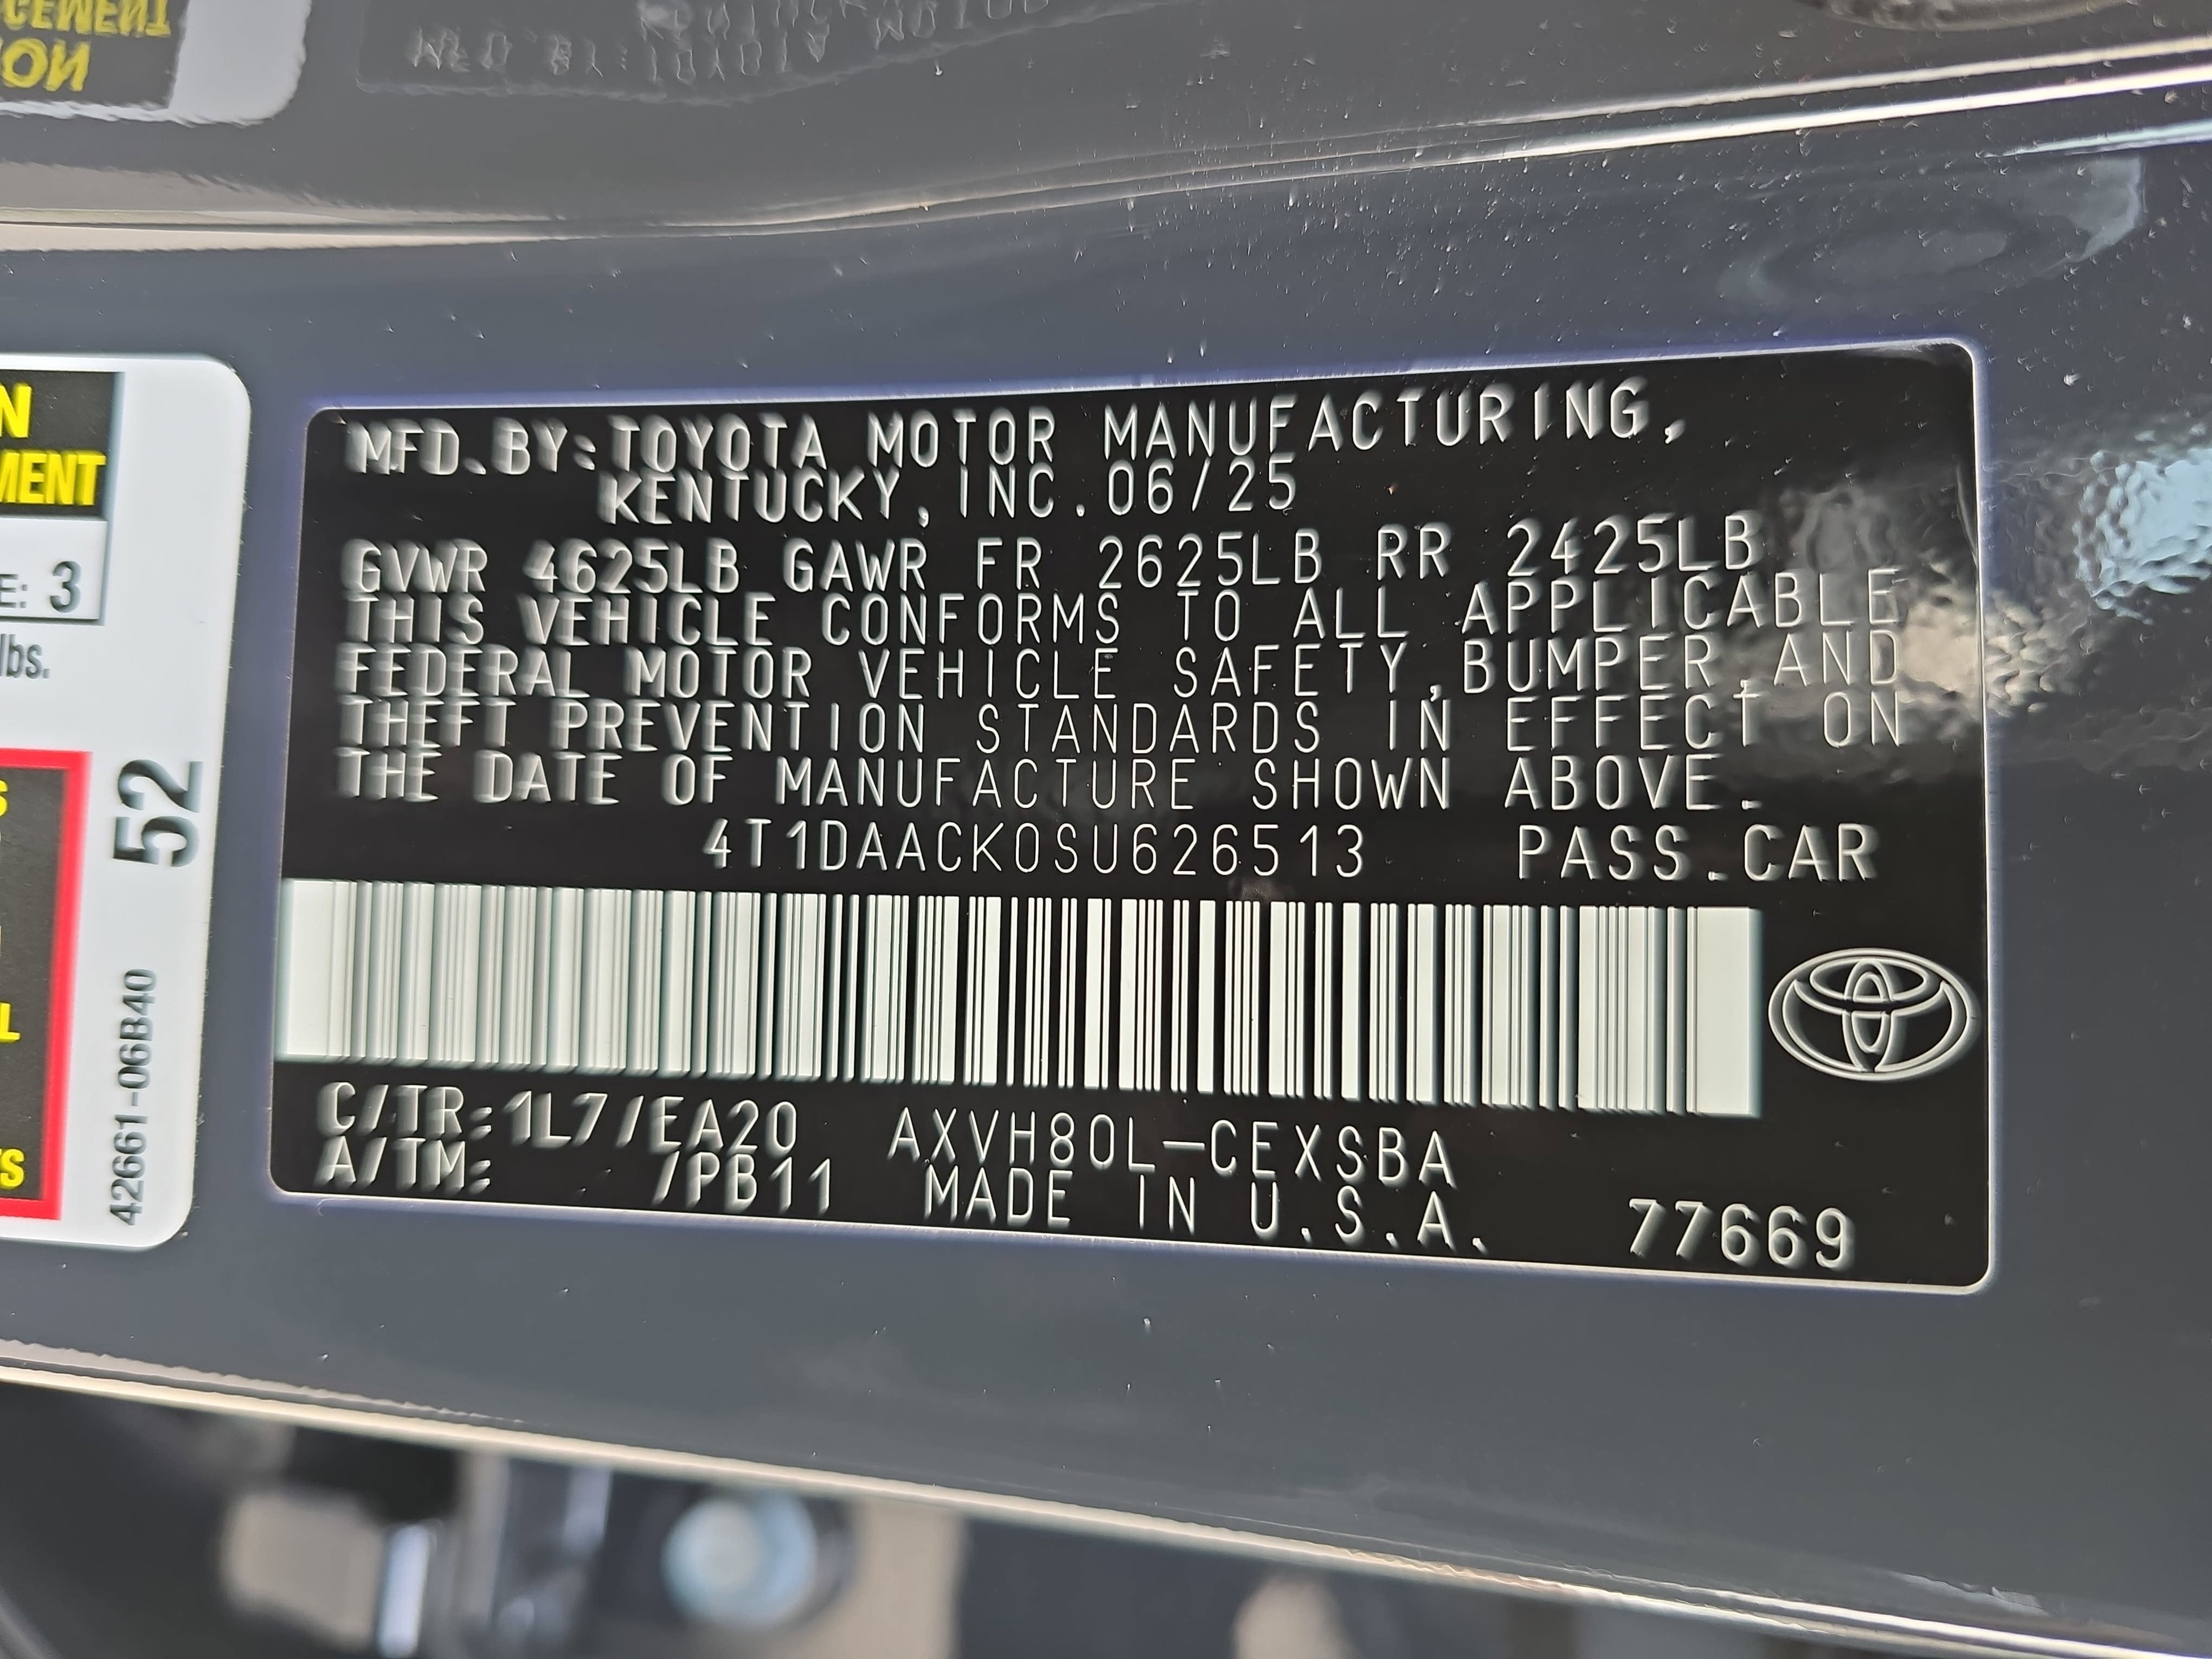 N
MENT
E: 3
lbs.
S
L
TS
52
42661-06B40
MFD.BY:TOYOTA MOTOR MANUFACTURING,
KENTUCKY, INC.06/25
GVWR 4625LB GAWR FR 2625LB RR 2425LB
THIS VEHICLE CONFORMS TO ALL APPLICABLE
FEDERAL MOTOR VEHICLE SAFETY,BUMPER,AND
THEFT PREVENTION STANDARDS IN EFFECT ON
THE DATE OF MANUFACTURE SHOWN ABOVE.
4T1DAACK0SU626513 PASS.CAR
C/TR:1L7/EA20 AXVH80L-CEXSBA
A/TM: /PB11 MADE IN U.S.A. 77669